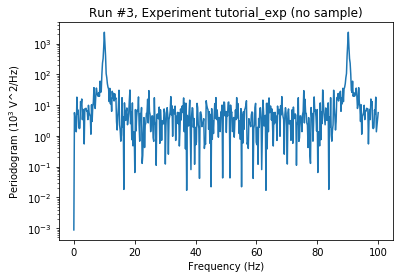 Run #3, Experiment tutorial_exp (no sample)
Periodogram (10³ V^2/Hz)
10³
10²
10¹
10⁰
10⁻¹
10⁻²
10⁻³
0 20 40 60 80 100
Frequency (Hz)